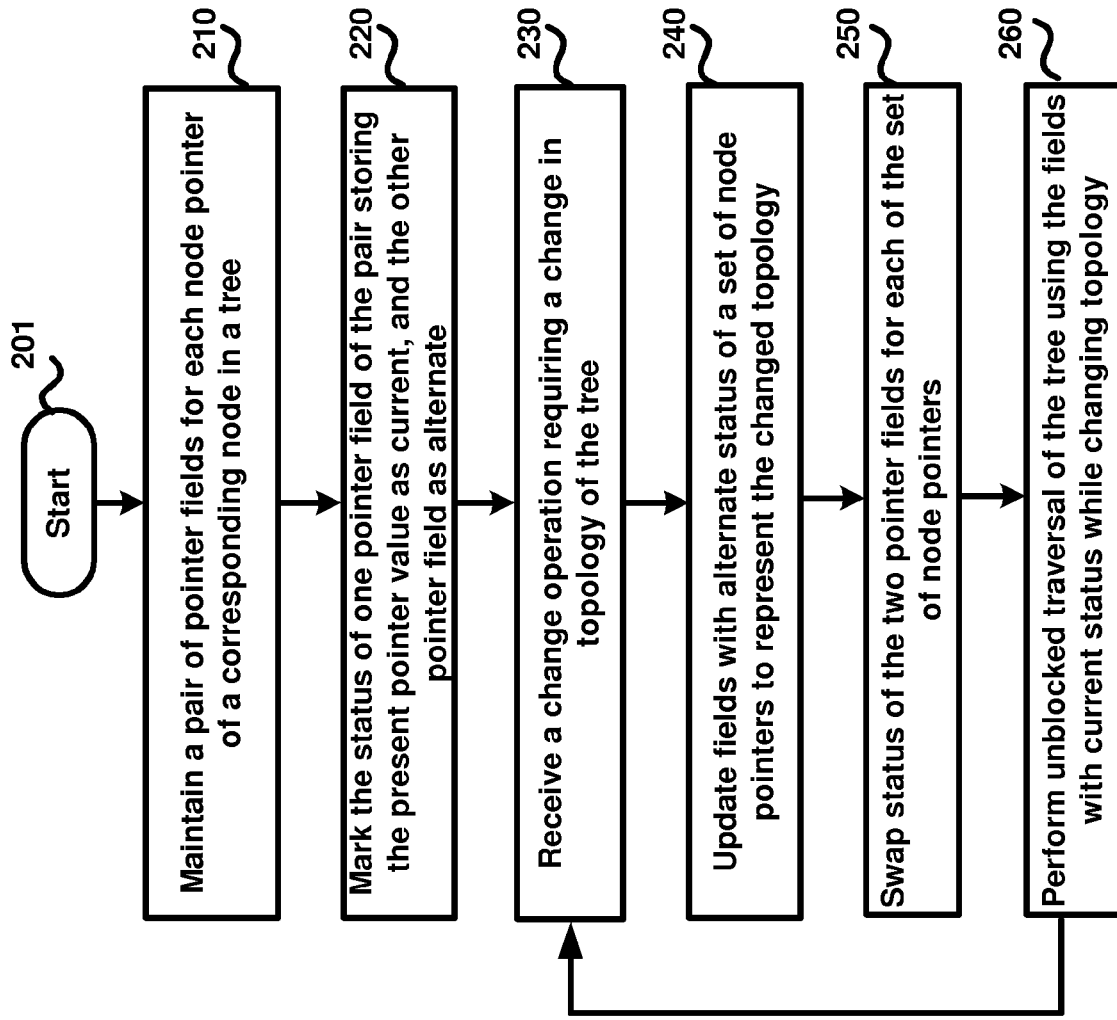 201
Start
210
Maintain a pair of pointer fields for each node pointer
of a corresponding node in a tree
220
Mark the status of one pointer field of the pair storing
the present pointer value as current, and the other
pointer field as alternate
230
Receive a change operation requiring a change in
topology of the tree
240
Update fields with alternate status of a set of node
pointers to represent the changed topology
250
Swap status of the two pointer fields for each of the set
of node pointers
260
Perform unblocked traversal of the tree using the fields
with current status while changing topology